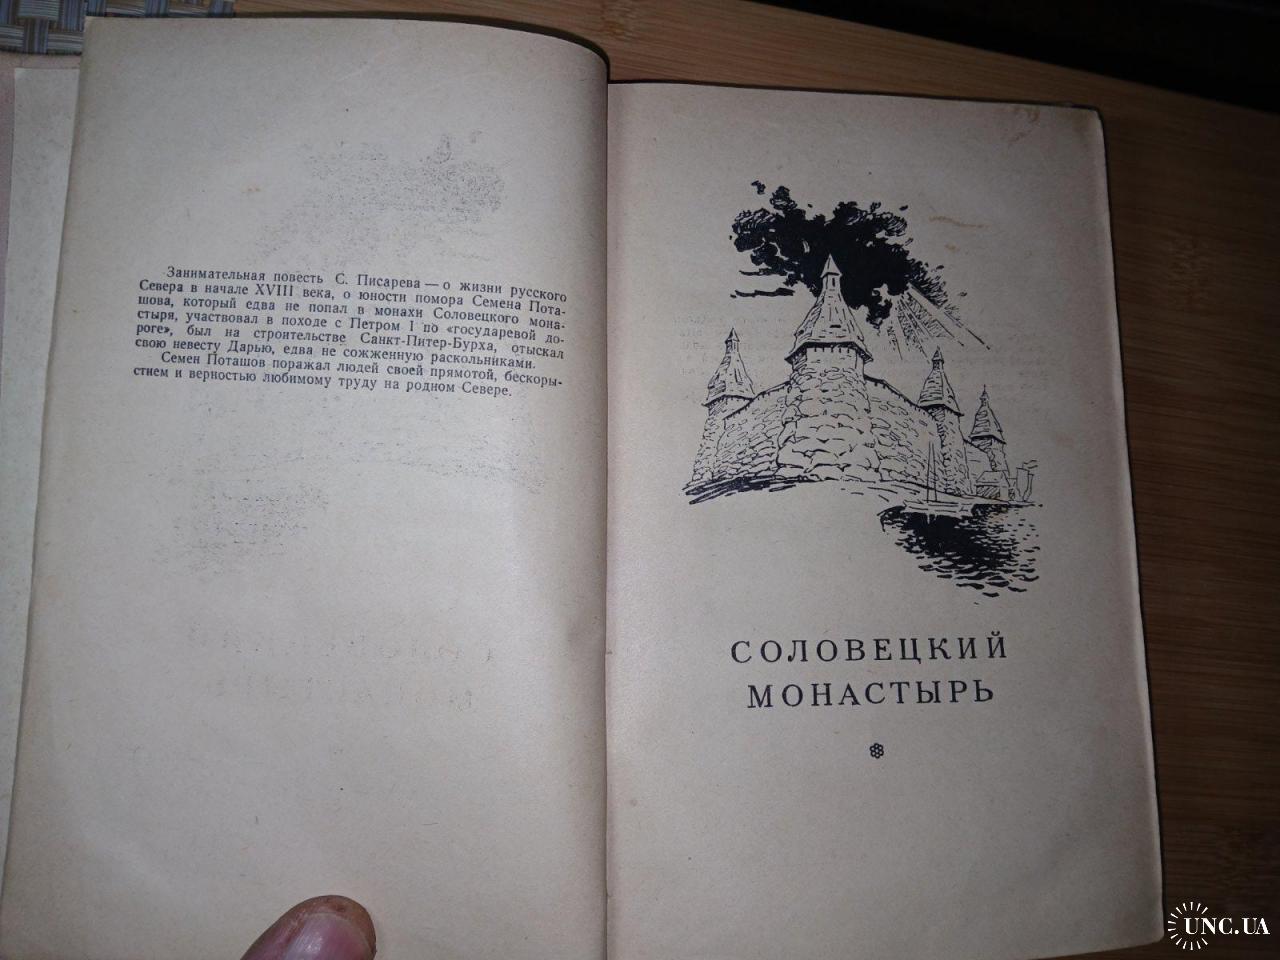 Занимательная повесть С. Писарева — о жизни русского
Севера в начале XVIII века, о юности помора Семена Пота-
шова, который едва не попал в монахи Соловецкого мона-
стыря, участвовал в походе с Петром I по «государевой до-
роге», был на строительстве Санкт-Питер-Бурха, отыскал
свою невесту Дарью, едва не сожженную раскольниками.
Семен Поташов поражал людей своей прямотой, бескоры-
стием и верностью любимому труду на родном Севере.
СОЛОВЕЦКИЙ
МОНАСТЫРЬ
UNC.UA